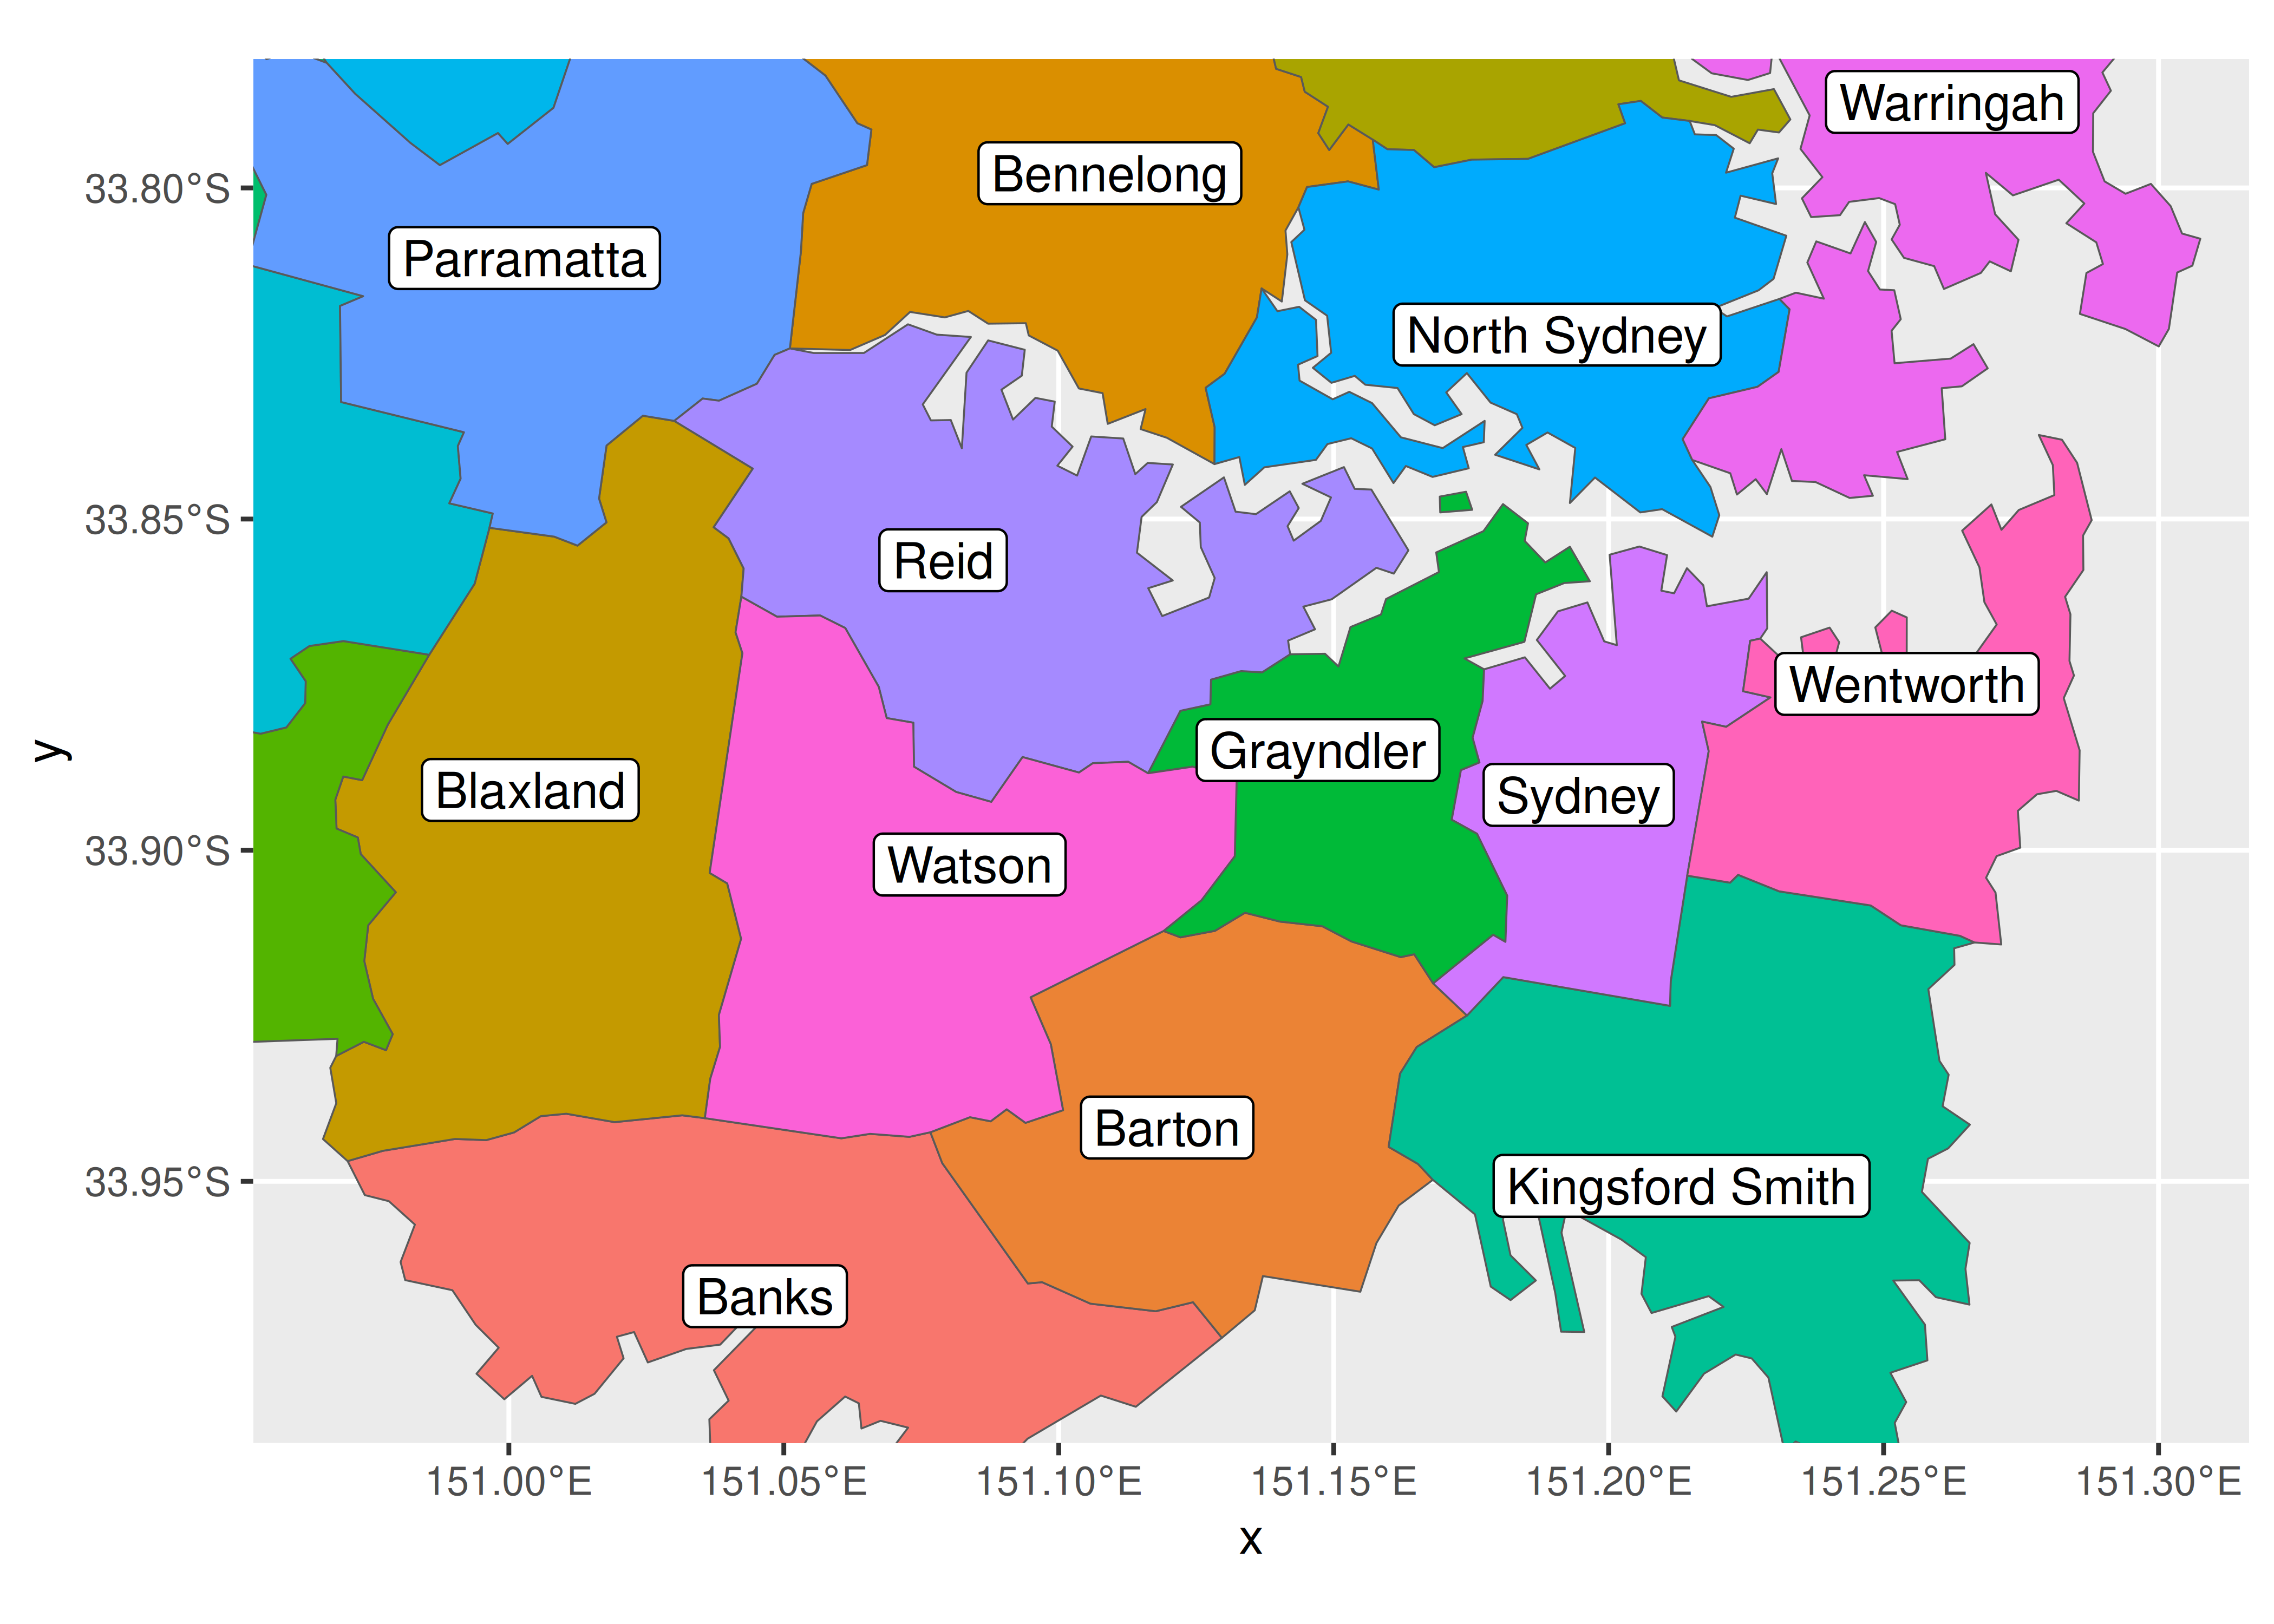 Warringah
Bennelong
33.80°S
Parramatta
North Sydney
33.85°S
Reid
Wentworth
Grayndler
y
Blaxland
Sydney
33.90°S
Watson
Barton
33.95°S
Kingsford Smith
Banks
151.00°E
151.05°E
151.10°E
151.15°E
151.20°E
151.25°E
151.30°E
x